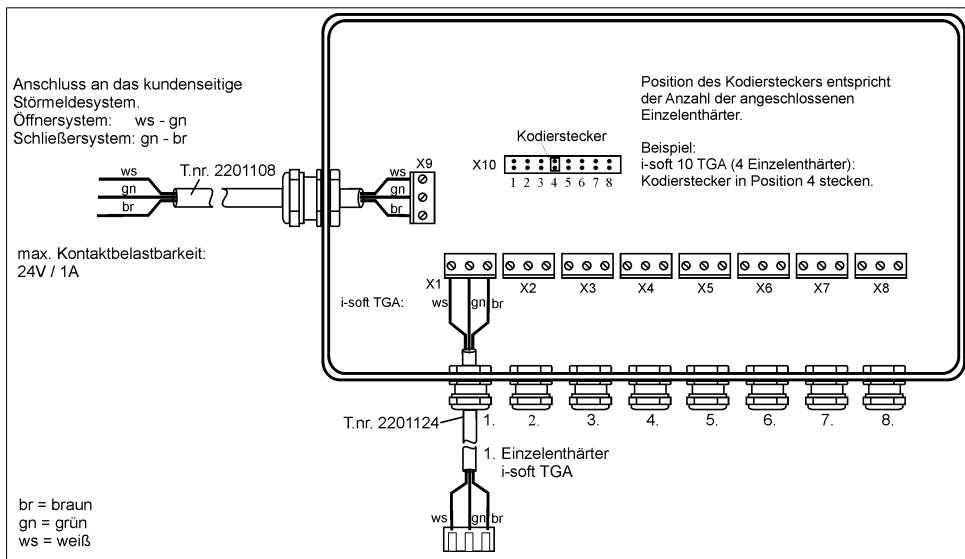 Anschluss an das kundenseitige
Störmeldesystem.
Öffnersystem: ws - gn
Schließersystem: gn - br
ws
gn
br
T.nr. 2201108
max. Kontaktbelastbarkeit:
24V / 1A
ws
gn
br
X9
Kodierstecker
X10
1 2 3 4 5 6 7 8
Position des Kodiersteckers entspricht
der Anzahl der angeschlossenen
Einzelenthärter.
Beispiel:
i-soft 10 TGA (4 Einzelenthärter):
Kodierstecker in Position 4 stecken.
X1 X2 X3 X4 X5 X6 X7 X8
i-soft TGA: ws gn br
T.nr. 2201124
1. 2. 3. 4. 5. 6. 7. 8.
1. Einzelenthärter
i-soft TGA
ws gn br
br = braun
gn = grün
ws = weiß